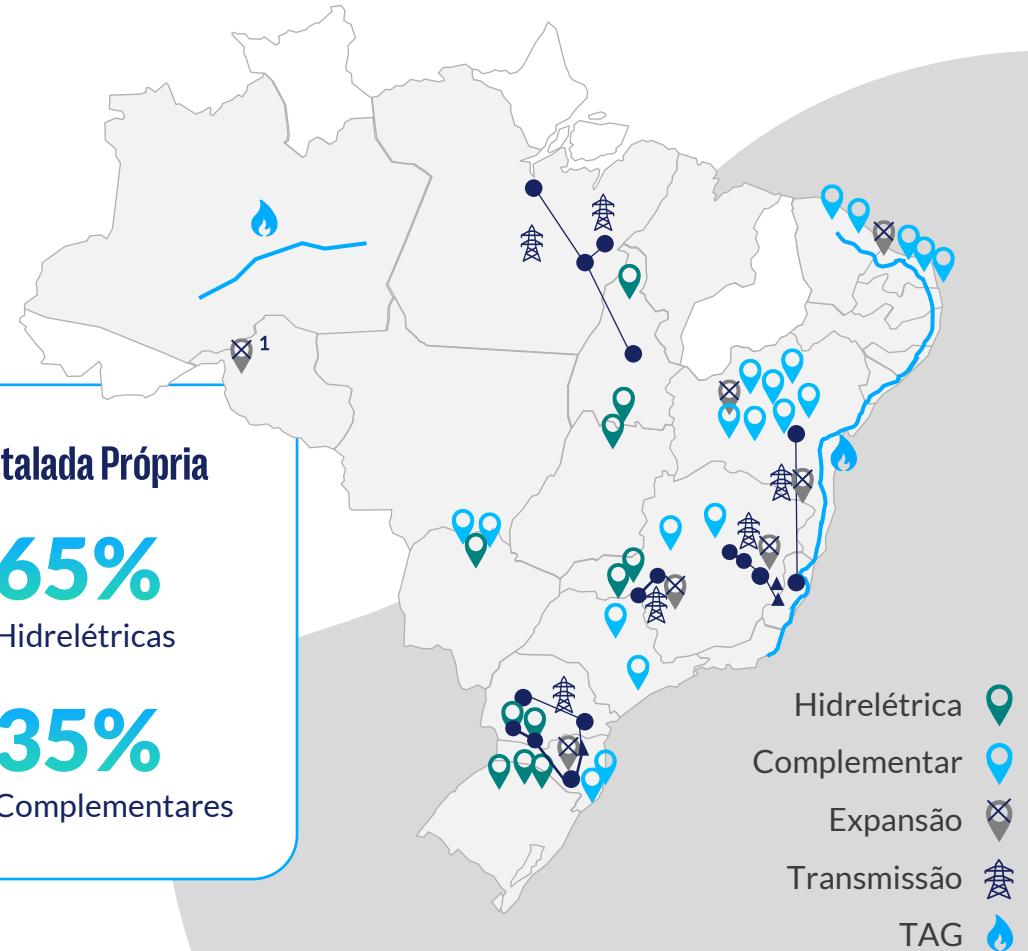 1
talada Própria
65%
Hidrelétricas
35%
Complementares
Hidrelétrica
Complementar
Expansão
Transmissão
TAG